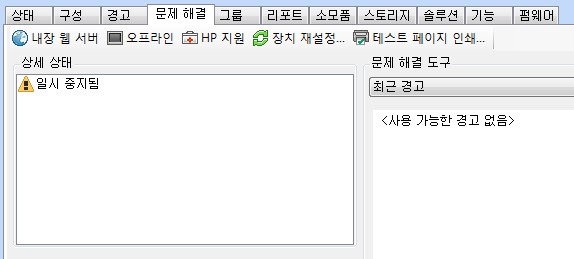 상태 구성 경고 문제 해결 그룹 리포트 소모품 스토리지 솔루션 기능 펌웨어
내장 웹 서버 오프라인 HP 지원 장치 재설정... 테스트 페이지 인쇄...
상세 상태
문제 해결 도구
일시 중지됨
최근 경고
<사용 가능한 경고 없음>